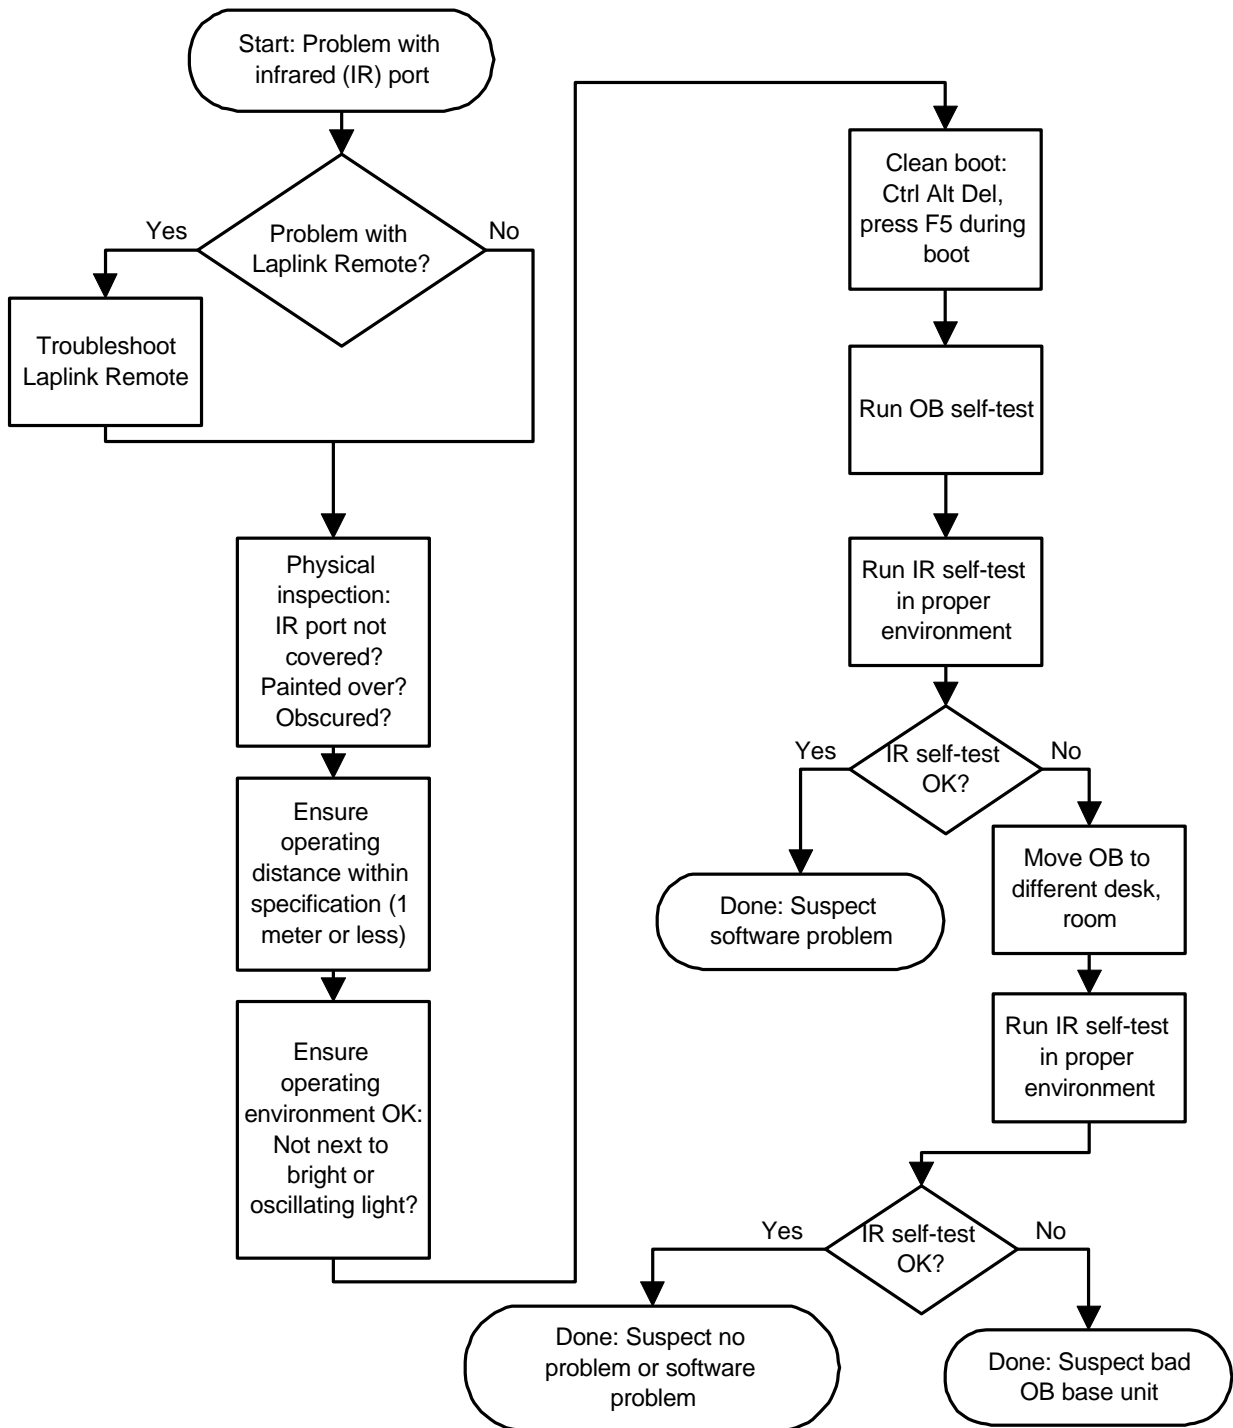 Start: Problem with
infrared (IR) port
Yes
Problem with
Laplink Remote?
No
Troubleshoot
Laplink Remote
Physical
inspection:
IR port not
covered?
Painted over?
Obscured?
Ensure
operating
distance within
specification (1
meter or less)
Ensure
operating
environment OK:
Not next to
bright or
oscillating light?
Clean boot:
Ctrl Alt Del,
press F5 during
boot
Run OB self-test
Run IR self-test
in proper
environment
Yes
IR self-test
OK?
No
Done: Suspect
software problem
Move OB to
different desk,
room
Run IR self-test
in proper
environment
Yes
IR self-test
OK?
No
Done: Suspect no
problem or software
problem
Done: Suspect bad
OB base unit